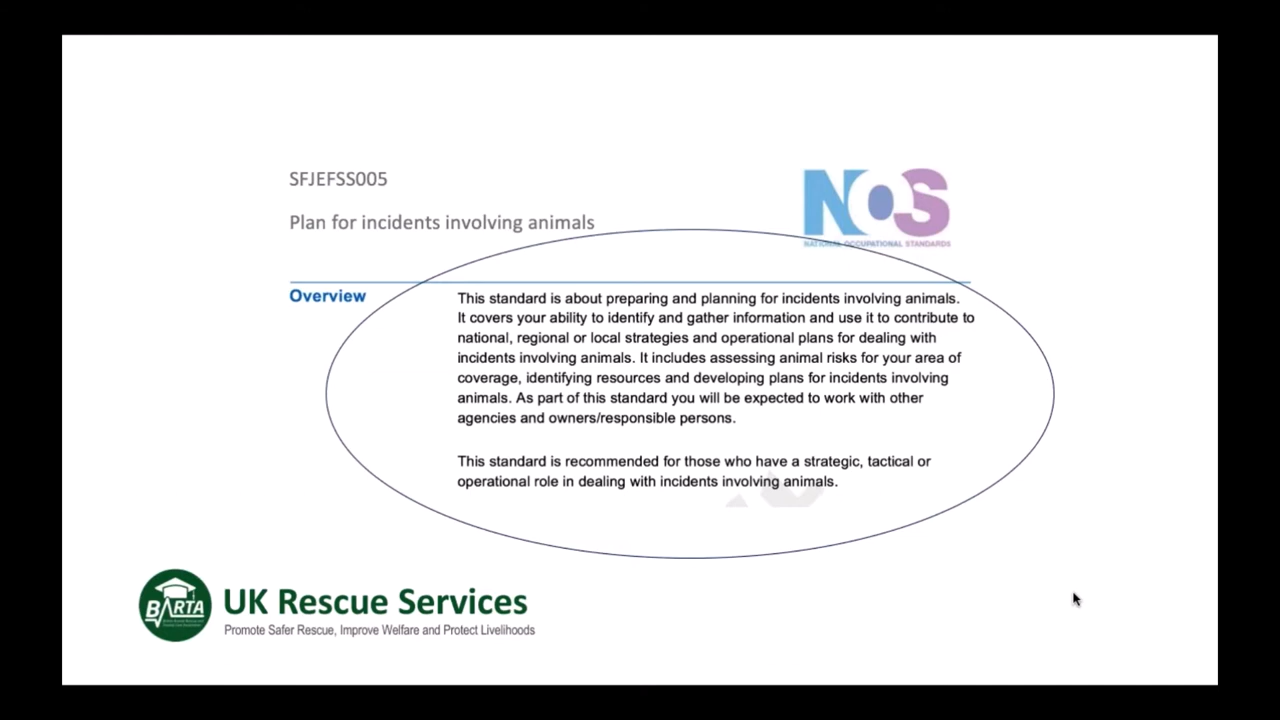 SFJEFSS005
NOS
NATIONAL OCCUPATIONAL STANDARDS
Plan for incidents involving animals
Overview
This standard is about preparing and planning for incidents involving animals.
It covers your ability to identify and gather information and use it to contribute to
national, regional or local strategies and operational plans for dealing with
incidents involving animals. It includes assessing animal risks for your area of
coverage, identifying resources and developing plans for incidents involving
animals. As part of this standard you will be expected to work with other
agencies and owners/responsible persons.
This standard is recommended for those who have a strategic, tactical or
operational role in dealing with incidents involving animals.
BARTA
UK Rescue Services
Promote Safer Rescue, Improve Welfare and Protect Livelihoods